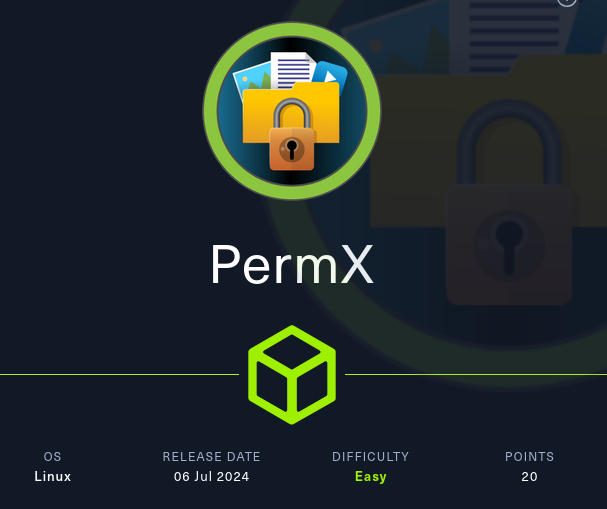 PermX
OS RELEASE DATE DIFFICULTY POINTS
Linux 06 Jul 2024 Easy 20